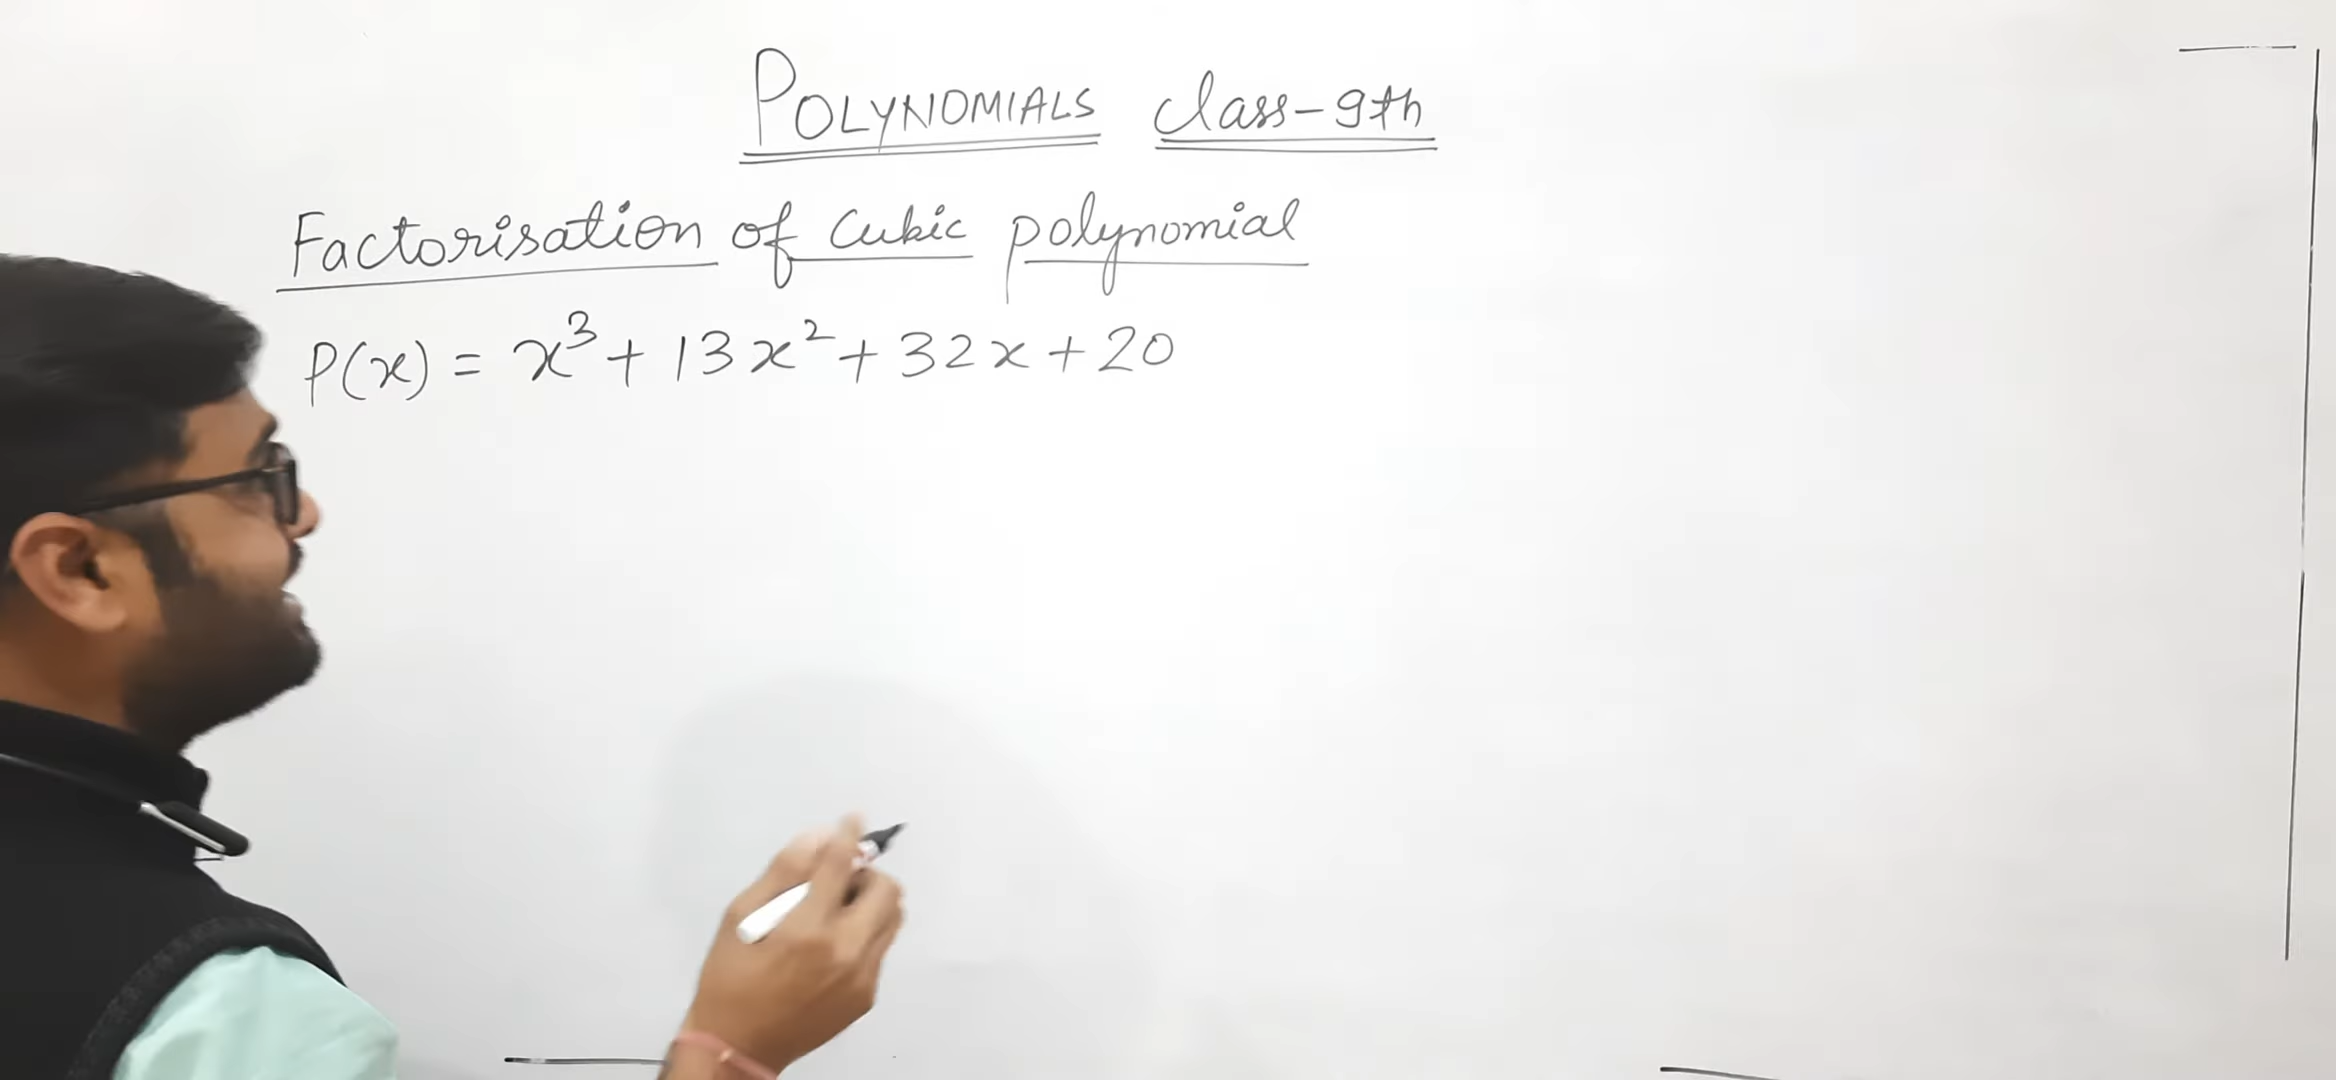 POLYNOMIALS class-9th
Factorisation of Cubic polynomial
P(x) = x³ + 13x² + 32x + 20